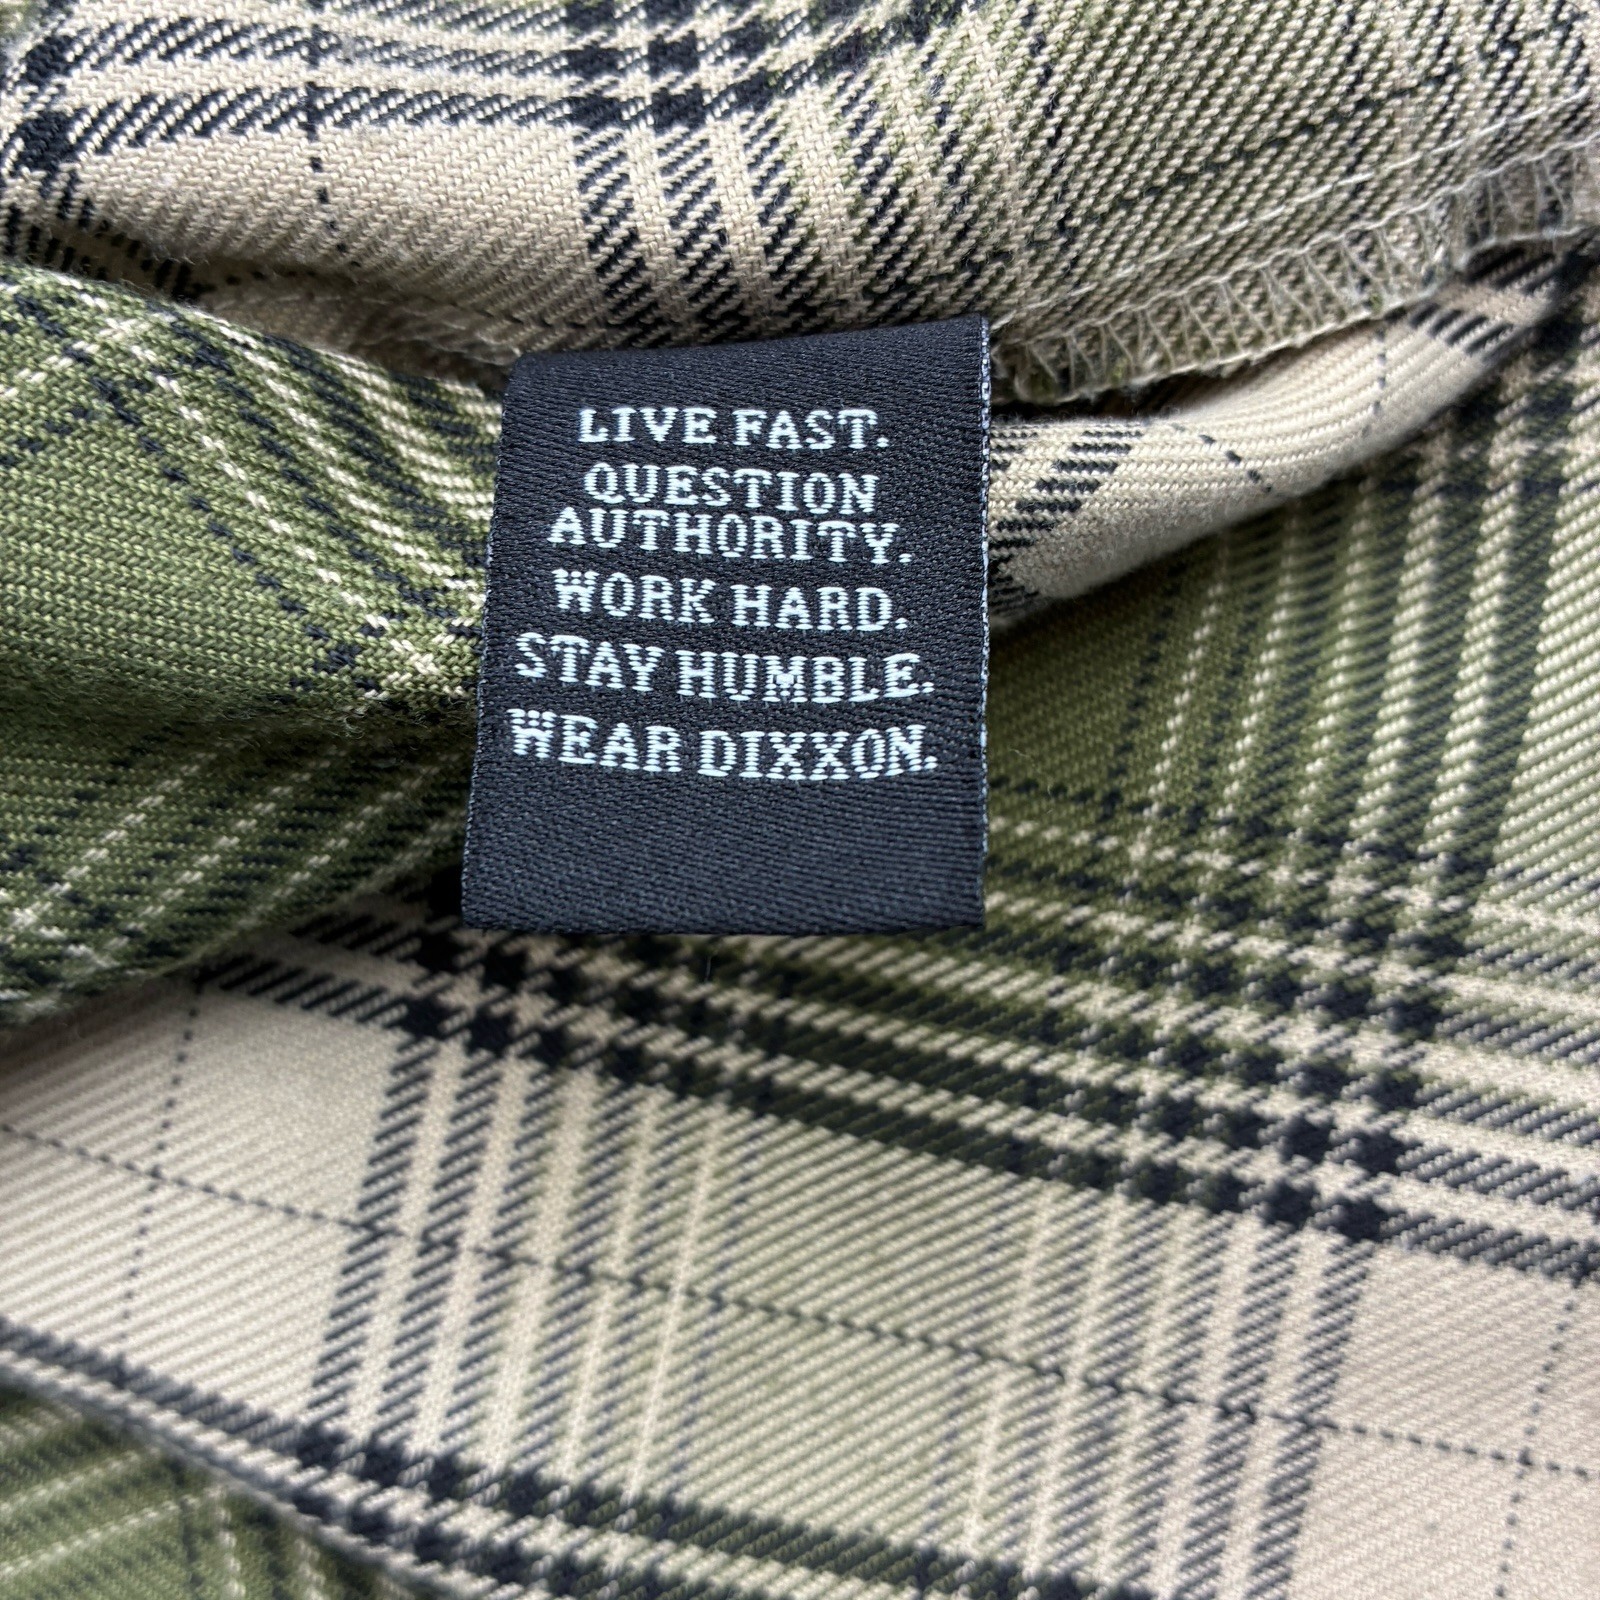 LIVE FAST.
QUESTION
AUTHORITY.
WORK HARD.
STAY HUMBLE.
WEAR DIXXON.